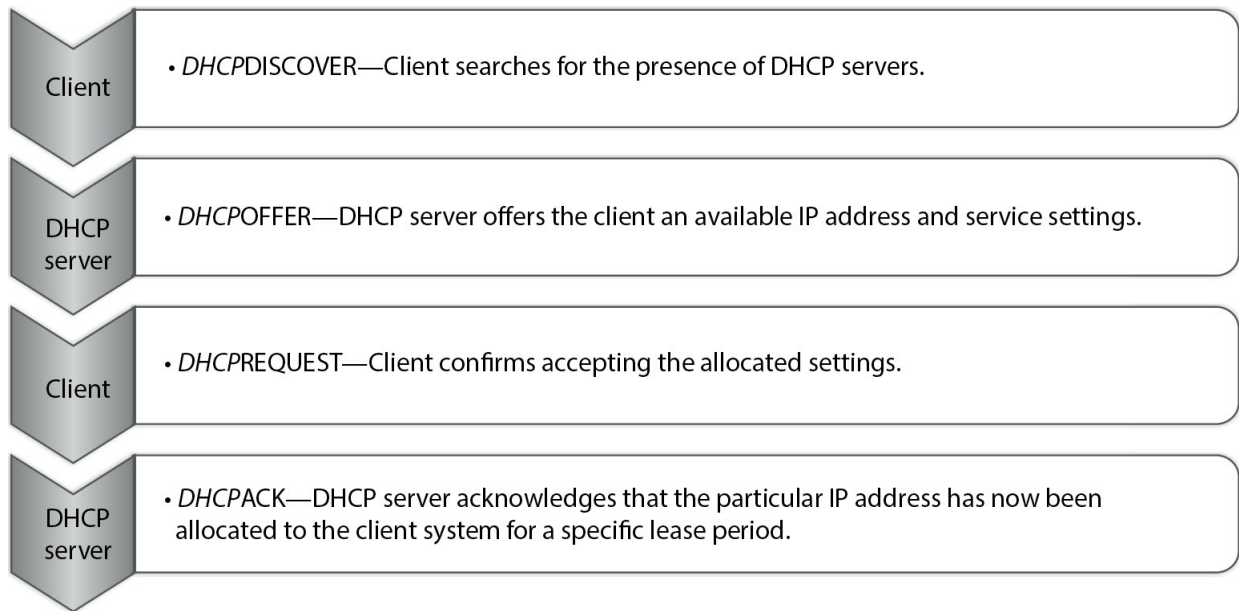 Client
• DHCPDISCOVER—Client searches for the presence of DHCP servers.
DHCP
server
• DHCPOFFER—DHCP server offers the client an available IP address and service settings.
Client
• DHCPREQUEST—Client confirms accepting the allocated settings.
DHCP
server
• DHCPACK—DHCP server acknowledges that the particular IP address has now been
allocated to the client system for a specific lease period.